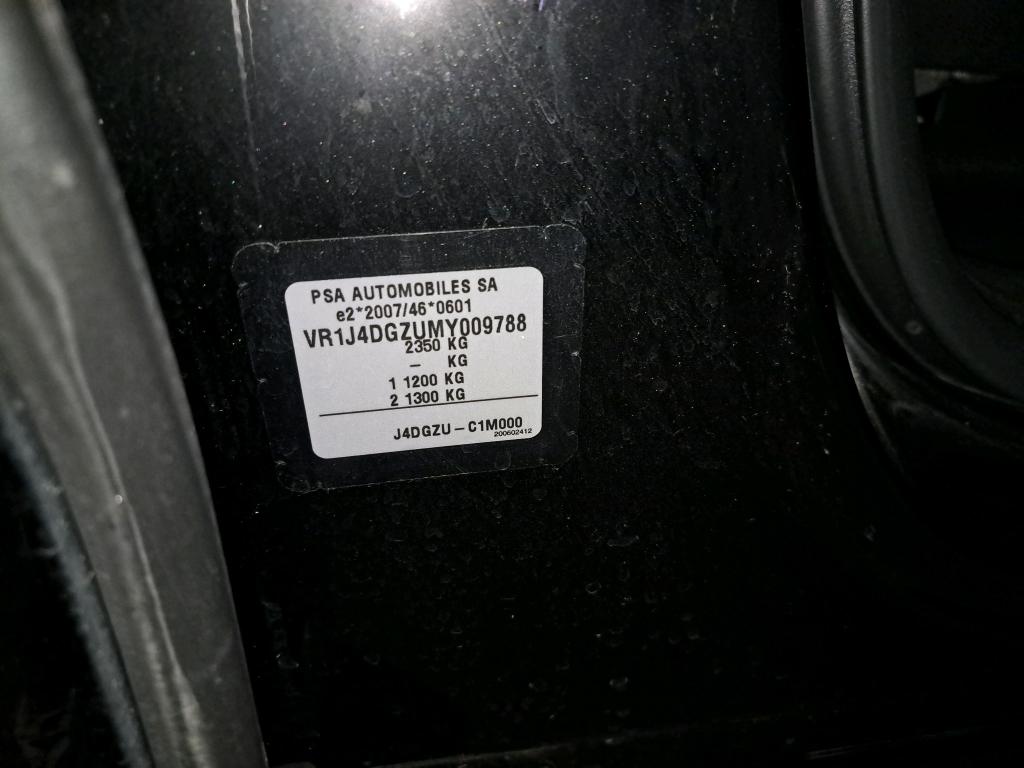 PSA AUTOMOBILES SA
e2*2007/46*0601
VR1J4DGZUMY009788
2350 KG
– KG
1 1200 KG
2 1300 KG
J4DGZU – C1M000
200602412